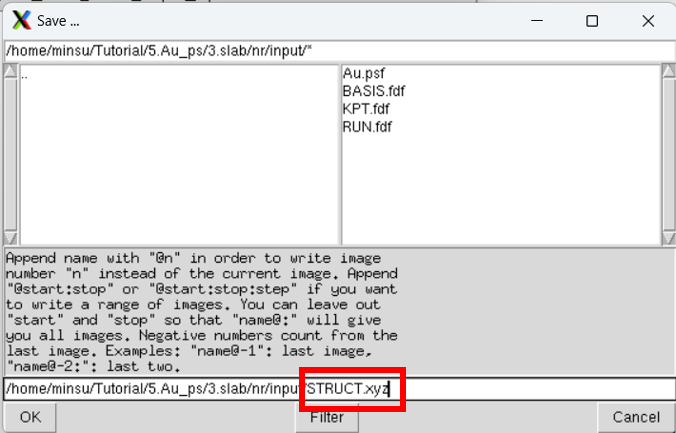 Save ...
/home/minsu/Tutorial/5.Au_ps/3.slab/nr/input/*
..
Au.psf
BASIS.fdf
KPT.fdf
RUN.fdf
Append name with "@n" in order to write image
number "n" instead of the current image. Append
"@start:stop" or "@start:stop:step" if you want
to write a range of images. You can leave out
"start" and "stop" so that "name@:" will give
you all images. Negative numbers count from the
last image. Examples: "name@-1": last image,
"name@-2:": last two.
/home/minsu/Tutorial/5.Au_ps/3.slab/nr/input/STRUCT.xyz
OK Filter Cancel